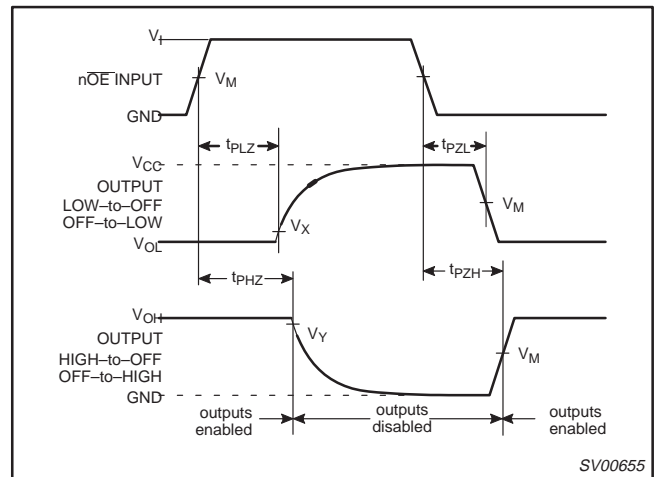 VI
nOE INPUT
VM
GND
tPLZ
tPZL
VCC
OUTPUT
LOW–to–OFF
OFF–to–LOW
VM
VX
VOL
tPHZ
tPZH
VOH
VY
OUTPUT
HIGH–to–OFF
OFF–to–HIGH
VM
GND
outputs
enabled
outputs
disabled
outputs
enabled
SV00655